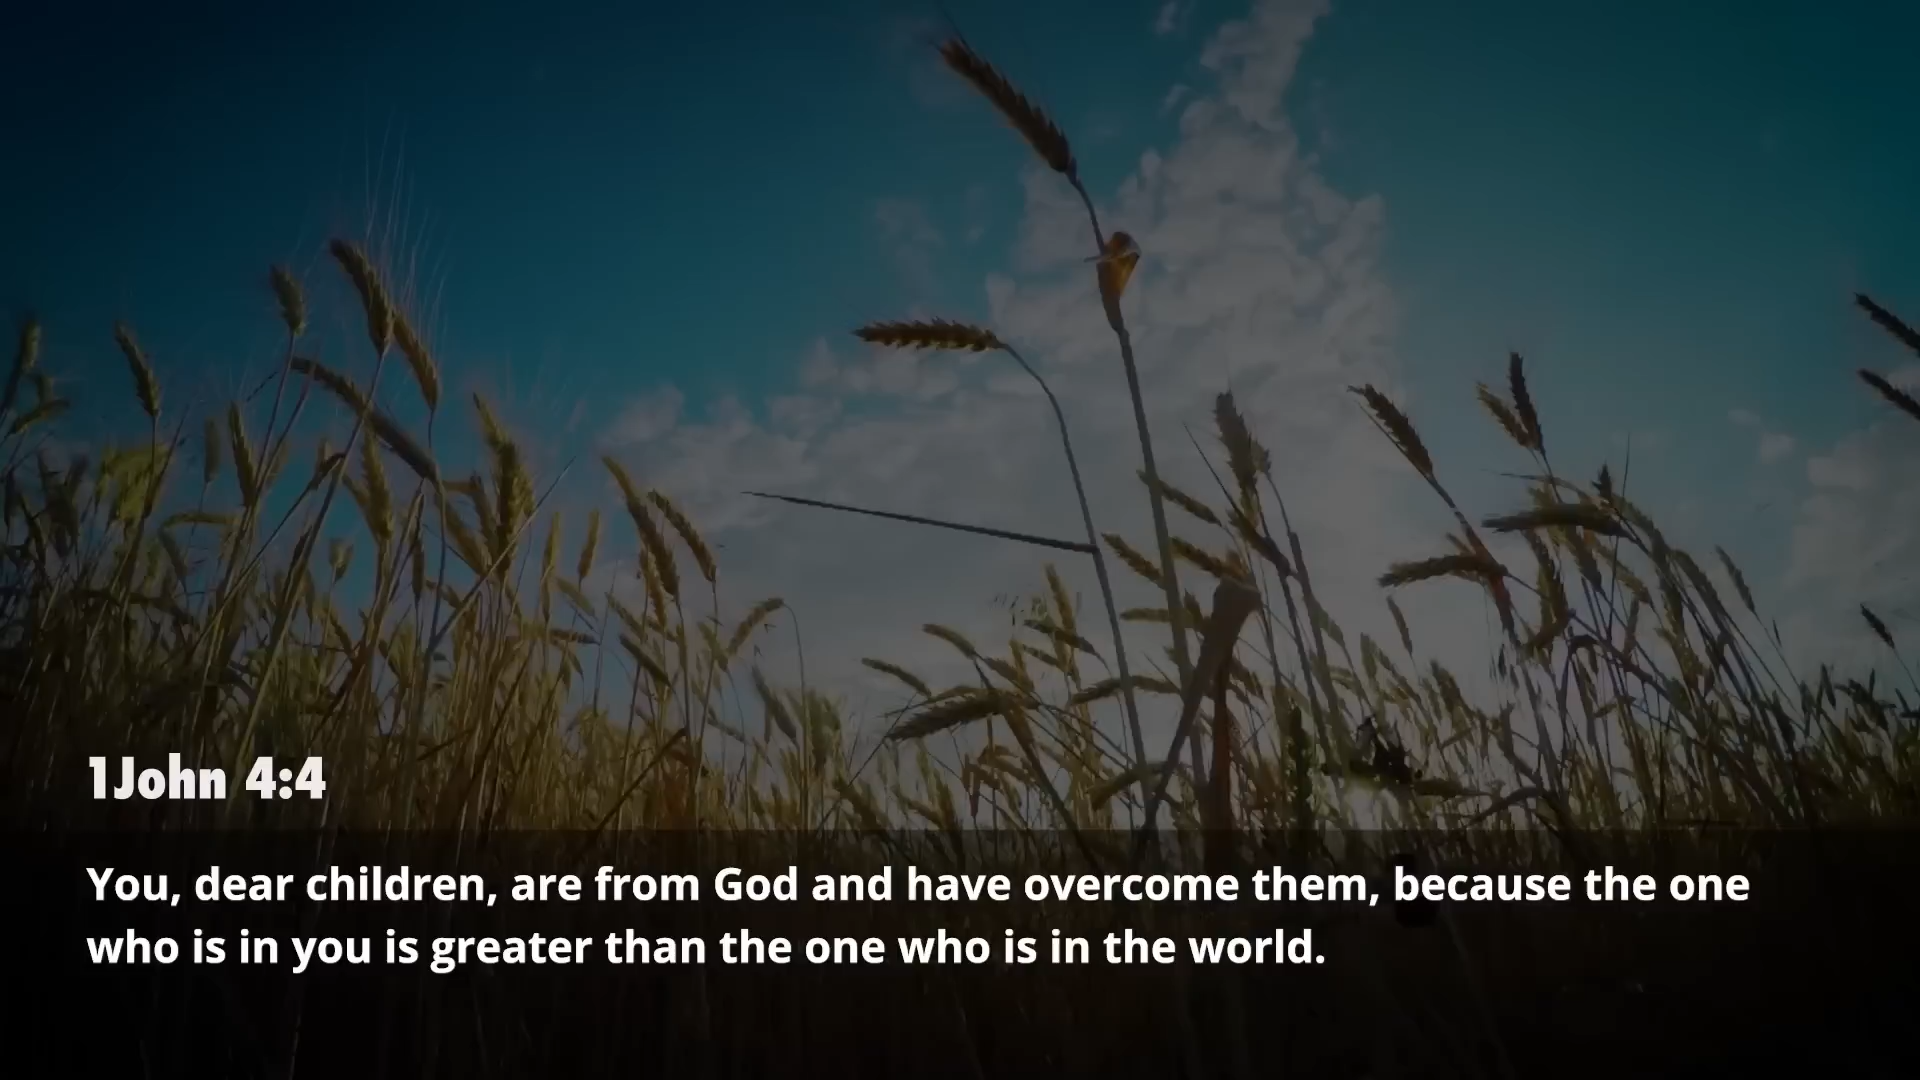 1John 4:4
You, dear children, are from God and have overcome them, because the one
who is in you is greater than the one who is in the world.